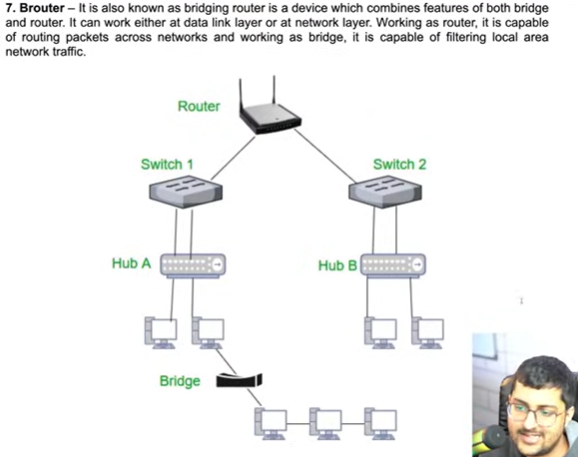 7. Brouter – It is also known as bridging router is a device which combines features of both bridge
and router. It can work either at data link layer or at network layer. Working as router, it is capable
of routing packets across networks and working as bridge, it is capable of filtering local area
network traffic.
Router
Switch 1
Switch 2
Hub A
Hub B
Bridge